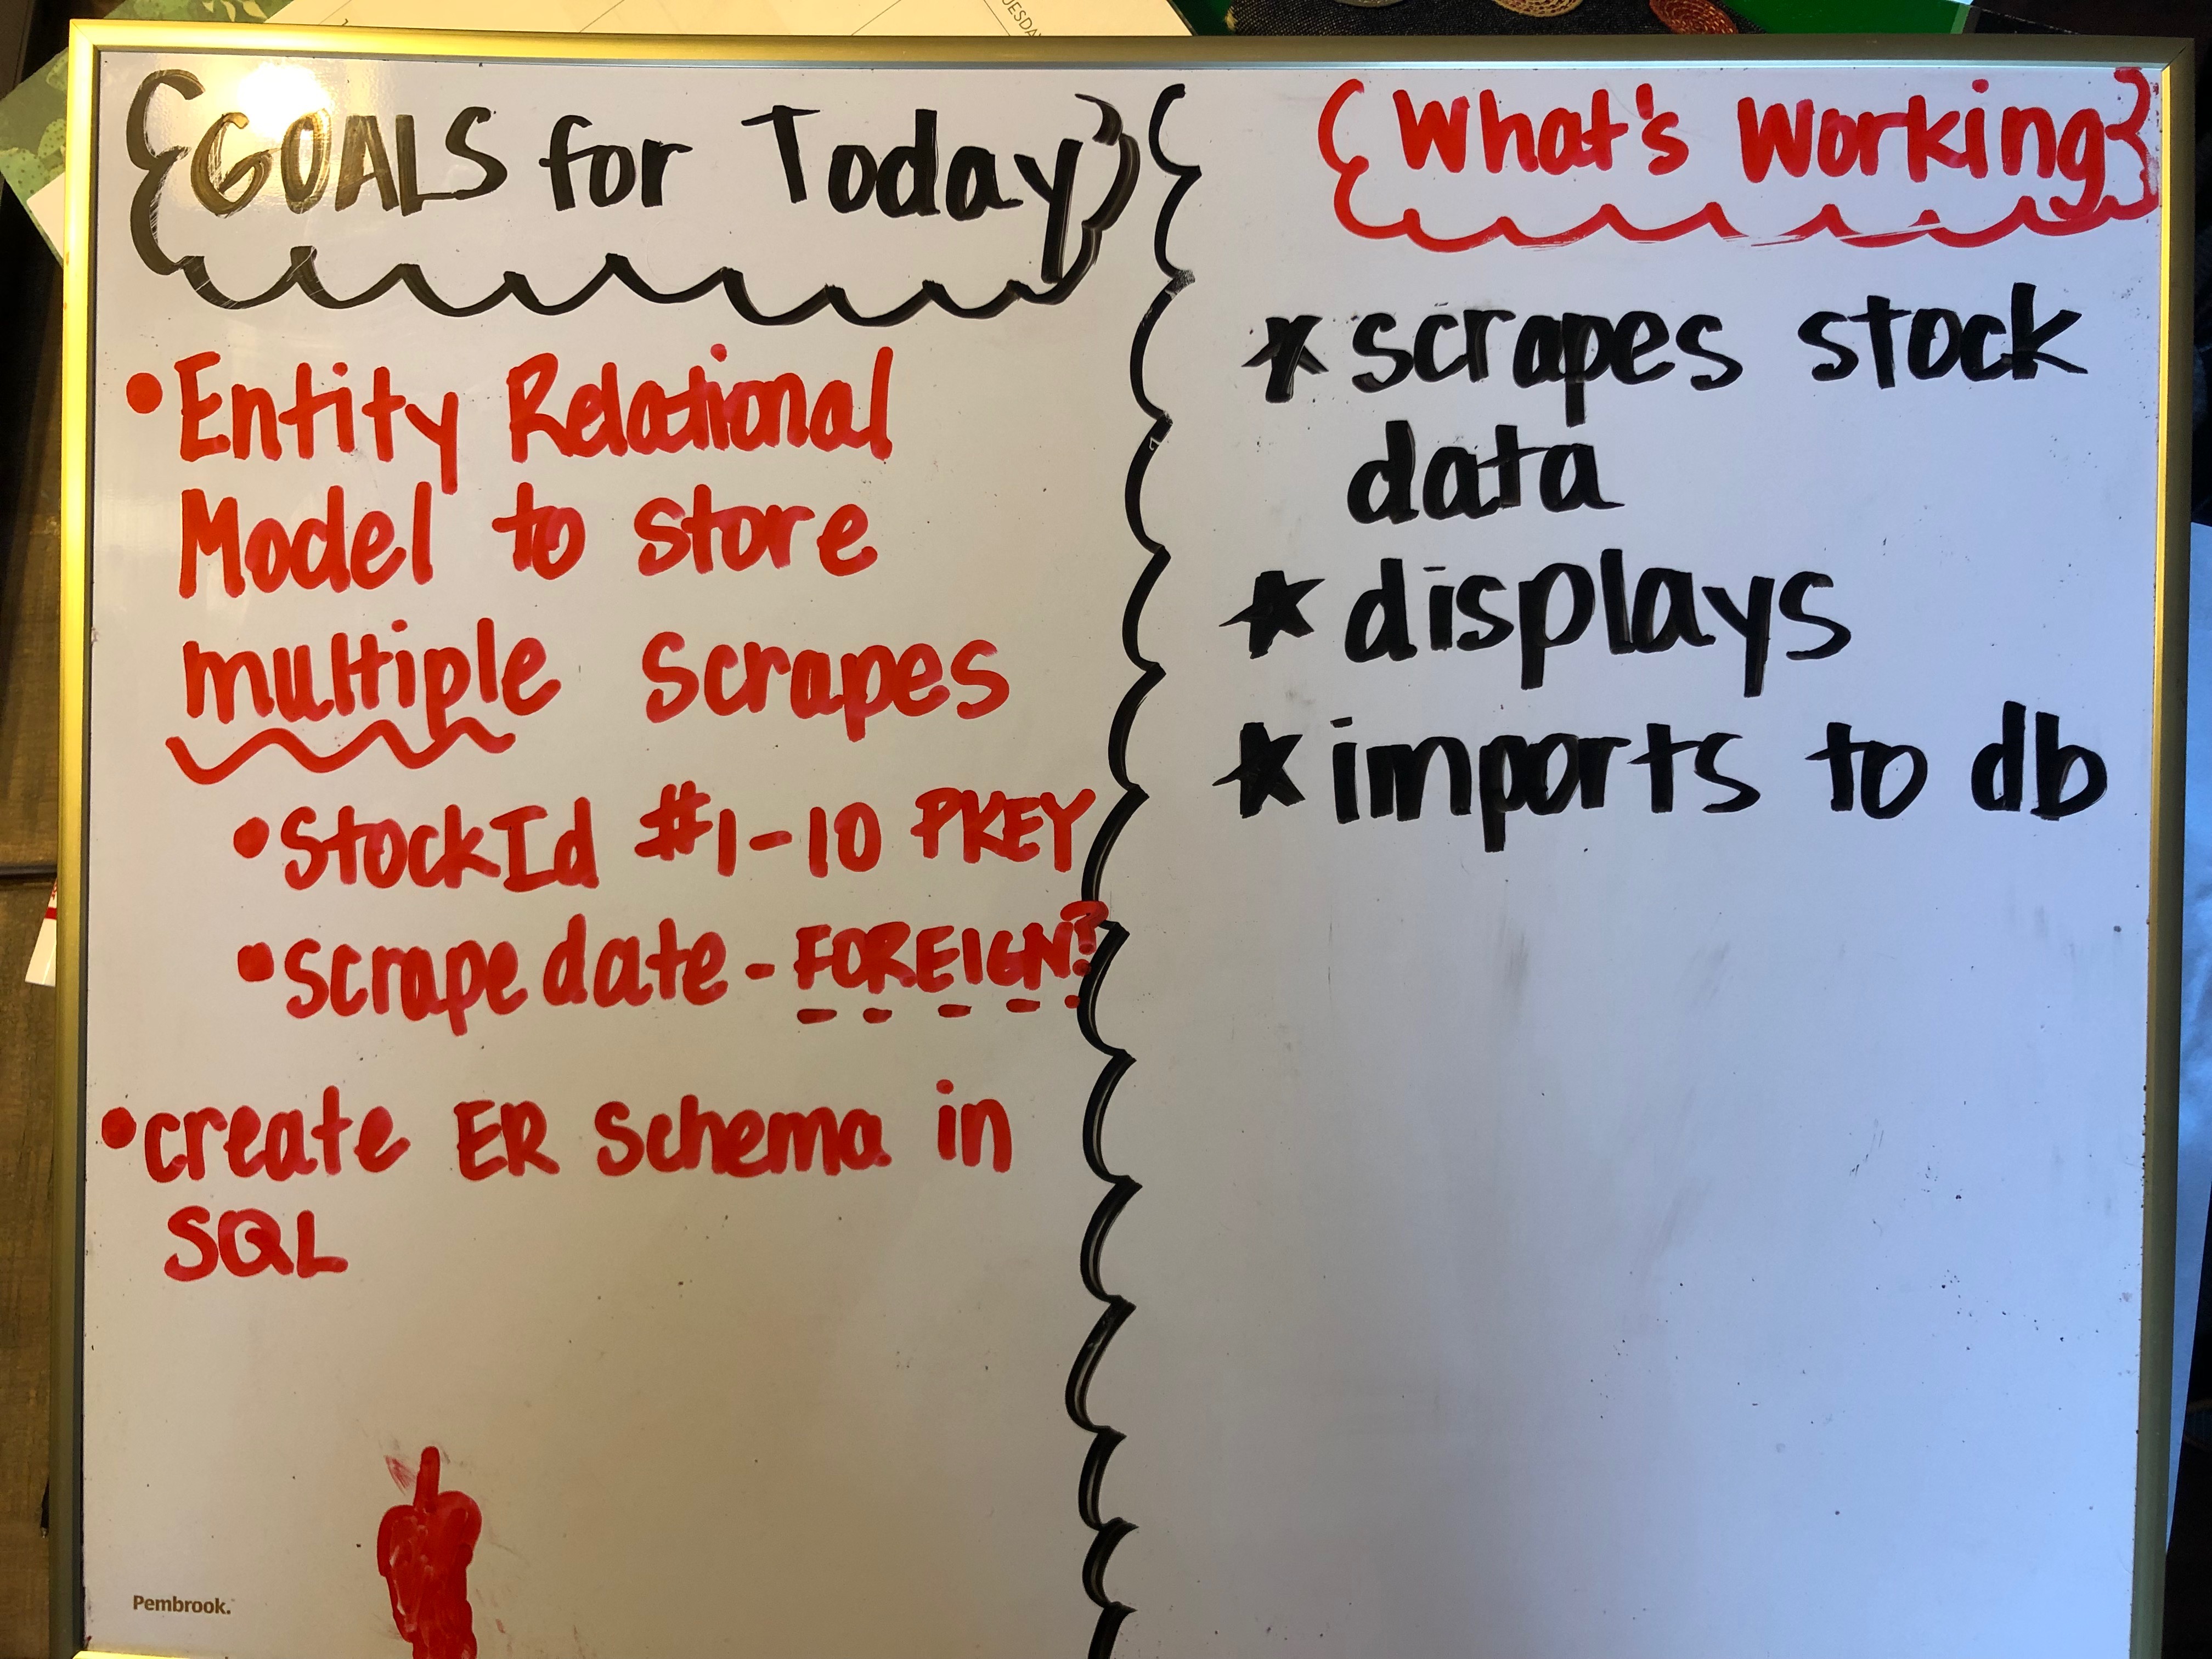 {GOALS for Today}
• Entity Relational
Model to store
multiple scrapes
• StockId #1-10 PKEY
• scrape date - FOREIGN?
• create ER schema in
SQL
{What's Working}
* scrapes stock
data
★ displays
★ imports to db
Pembrook.